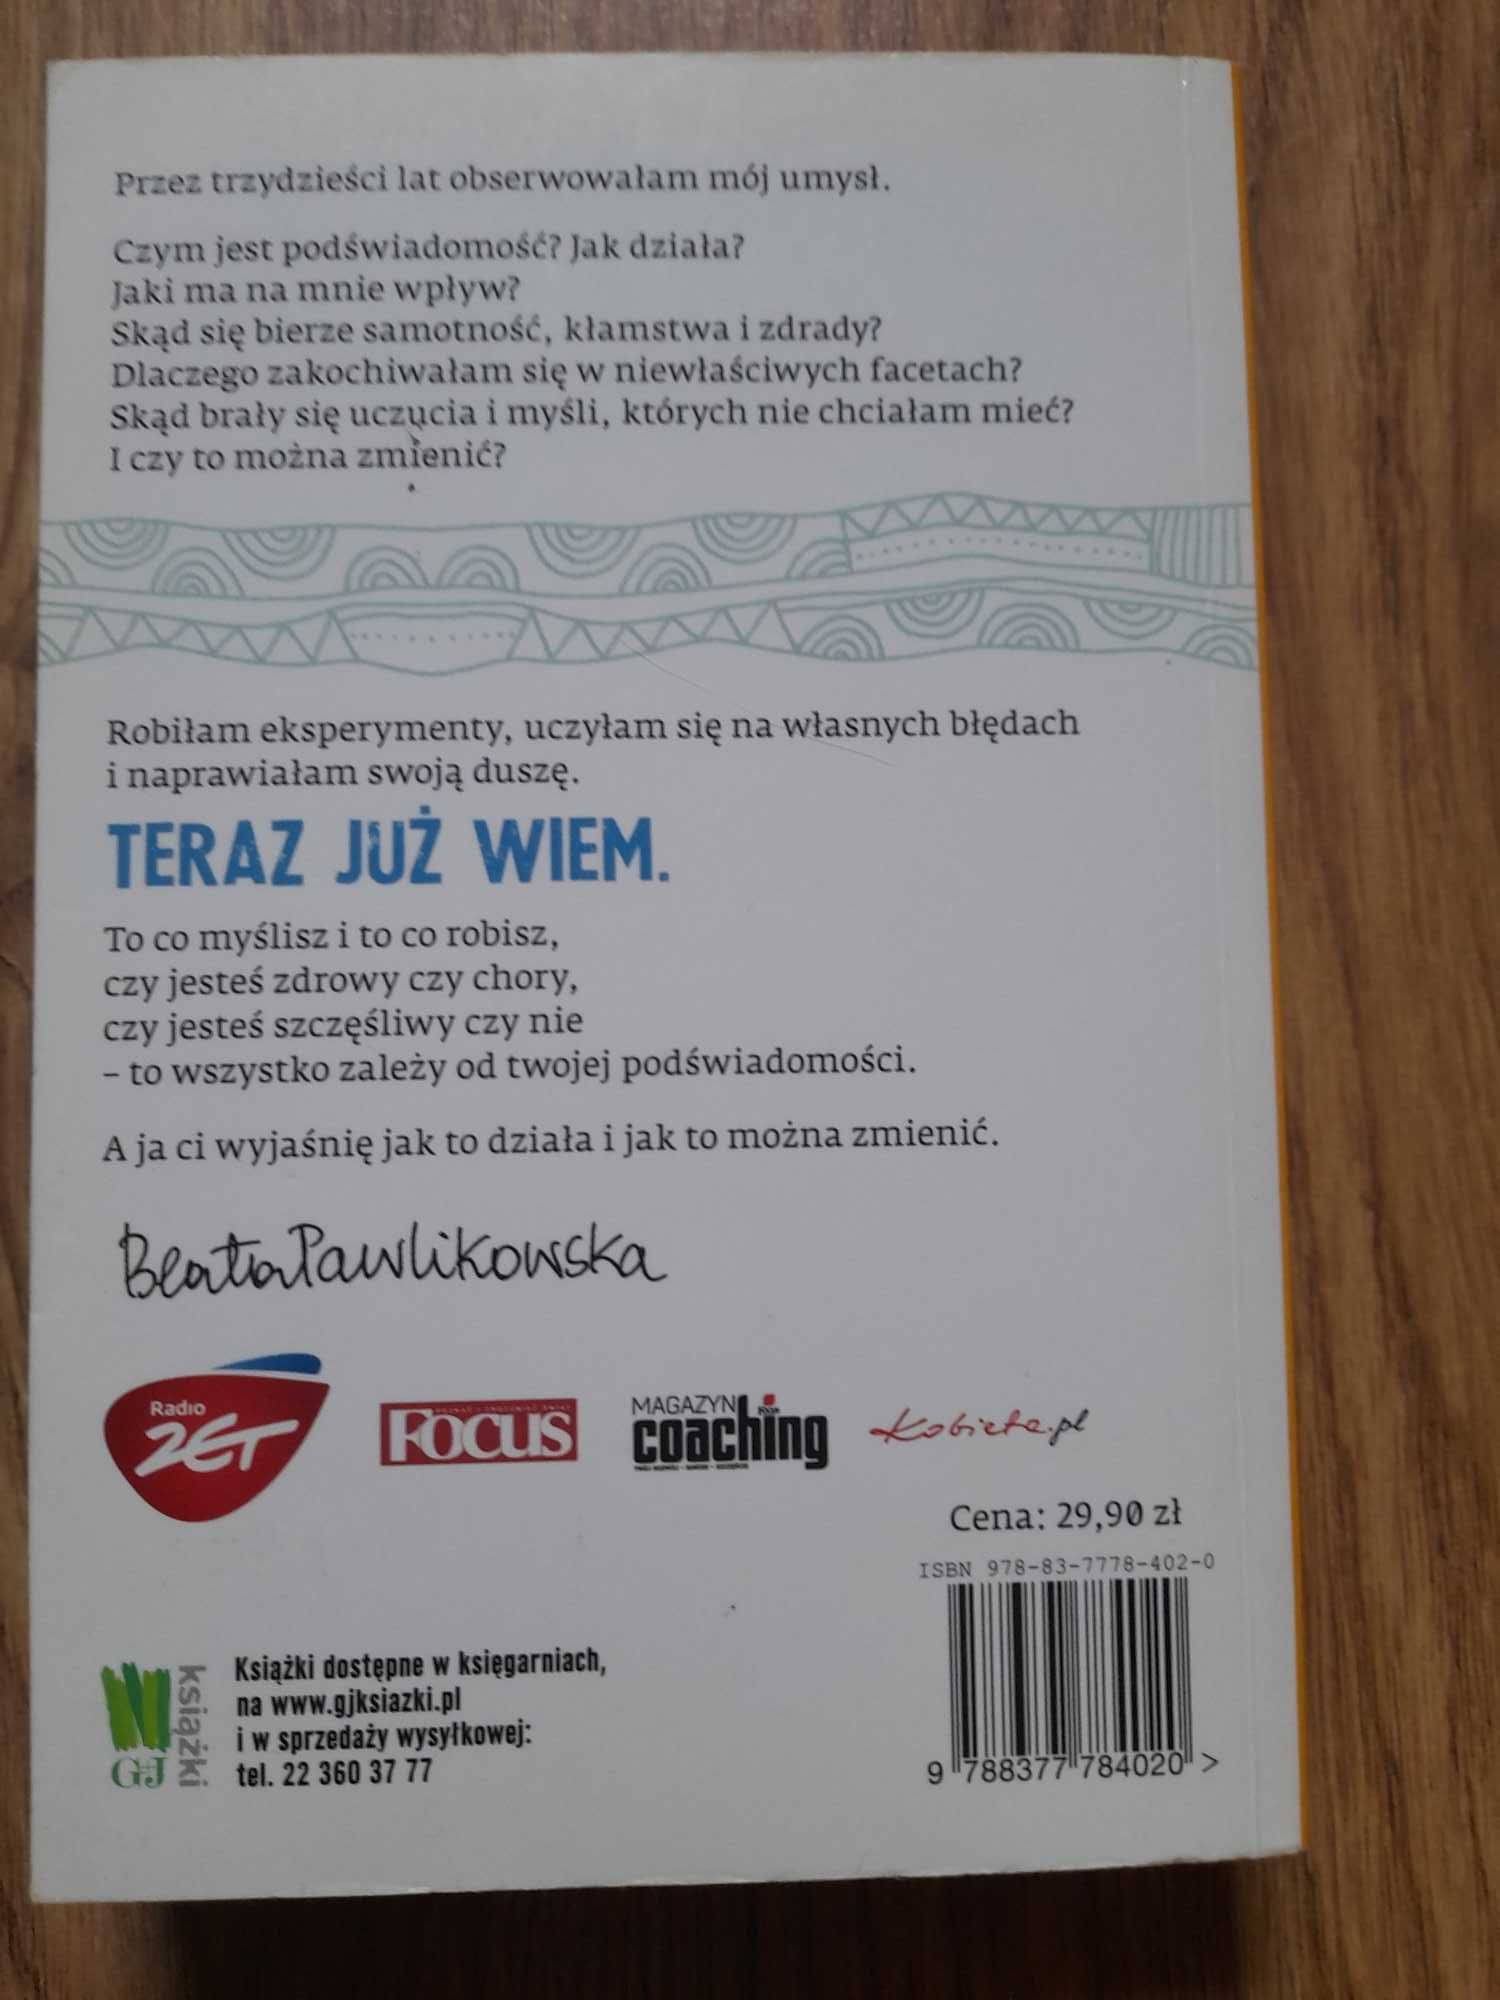 Przez trzydzieści lat obserwowałam mój umysł.
Czym jest podświadomość? Jak działa?
Jaki ma na mnie wpływ?
Skąd się bierze samotność, kłamstwa i zdrady?
Dlaczego zakochiwałam się w niewłaściwych facetach?
Skąd brały się uczucia i myśli, których nie chciałam mieć?
I czy to można zmienić?
Robiłam eksperymenty, uczyłam się na własnych błędach
i naprawiałam swoją duszę.
TERAZ JUŻ WIEM.
To co myślisz i to co robisz,
czy jesteś zdrowy czy chory,
czy jesteś szczęśliwy czy nie
– to wszystko zależy od twojej podświadomości.
A ja ci wyjaśnię jak to działa i jak to można zmienić.
Beata Pawlikowska
Radio
ZET
FOCUS
MAGAZYN
coaching
Kobieta.pl
Cena: 29,90 zł
ISBN 978-83-7778-402-0
9 788377 784020 >
książki
G+J
Książki dostępne w księgarniach,
na www.gjksiazki.pl
i w sprzedaży wysyłkowej:
tel. 22 360 37 77